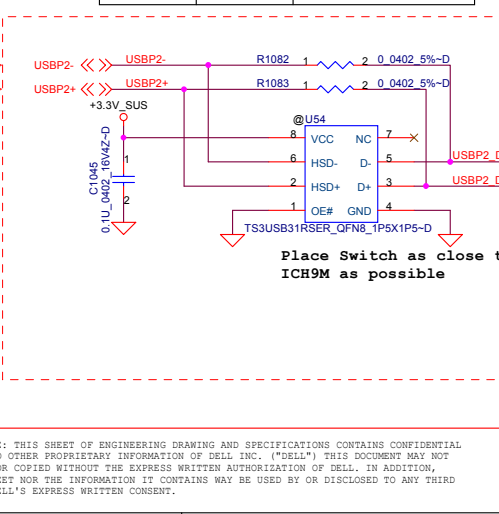 R1082 1 2 0_0402_5%~D
USBP2- USBP2-
R1083 1 2 0_0402_5%~D
USBP2+ USBP2+
+3.3V_SUS
@U54
8 VCC NC 7
C1045
0.1U_0402_16V4Z~D
1
2
6 HSD- D- 5 USBP2_D
2 HSD+ D+ 3 USBP2_D
1 OE# GND 4
TS3USB31RSER_QFN8_1P5X1P5~D
Place Switch as close t
ICH9M as possible
: THIS SHEET OF ENGINEERING DRAWING AND SPECIFICATIONS CONTAINS CONFIDENTIAL
OTHER PROPRIETARY INFORMATION OF DELL INC. ("DELL") THIS DOCUMENT MAY NOT
OR COPIED WITHOUT THE EXPRESS WRITTEN AUTHORIZATION OF DELL. IN ADDITION,
EET NOR THE INFORMATION IT CONTAINS WAY BE USED BY OR DISCLOSED TO ANY THIRD
ELL'S EXPRESS WRITTEN CONSENT.